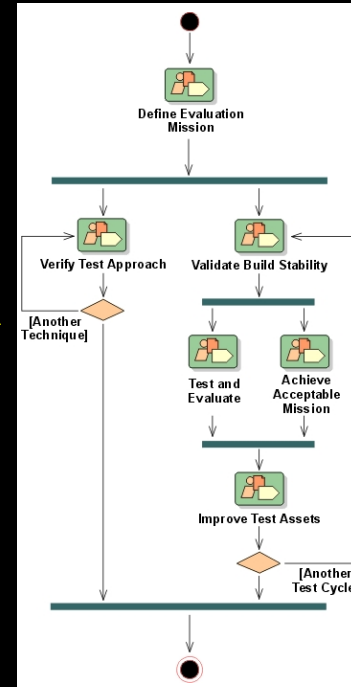 Define Evaluation
Mission
Verify Test Approach
Validate Build Stability
[Another
Technique]
Test and
Evaluate
Achieve
Acceptable
Mission
Improve Test Assets
[Another
Test Cycle